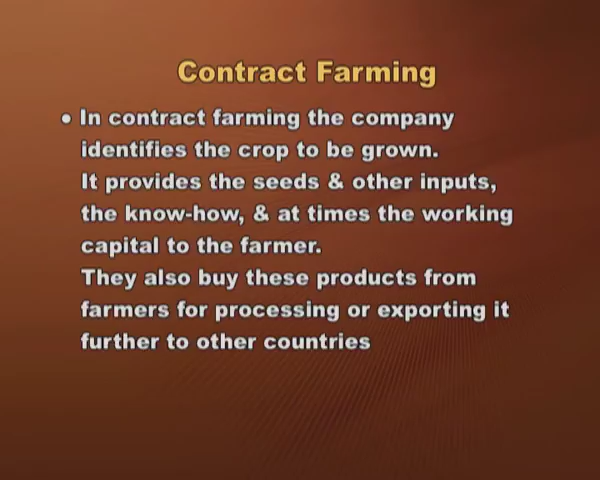 Contract Farming
• In contract farming the company
identifies the crop to be grown.
It provides the seeds & other inputs,
the know-how, & at times the working
capital to the farmer.
They also buy these products from
farmers for processing or exporting it
further to other countries